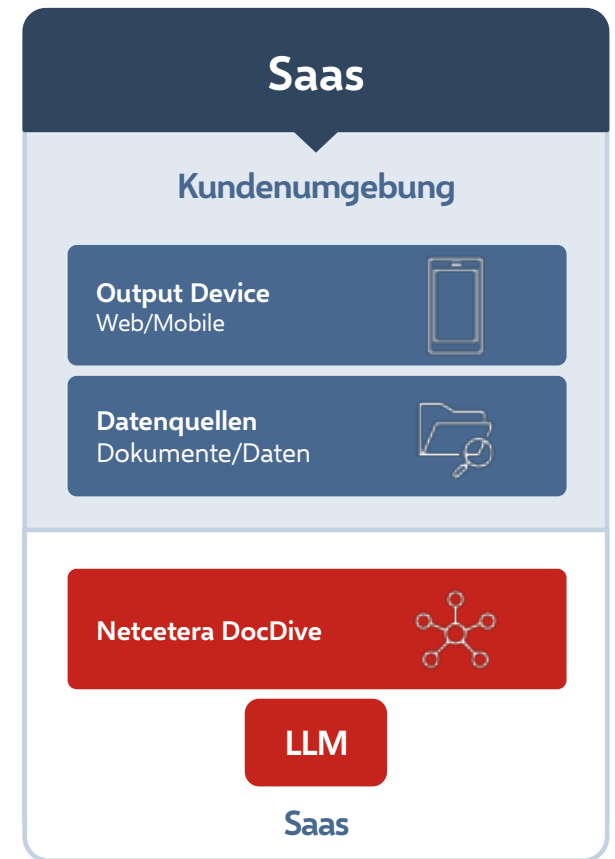 Saas
Kundenumgebung
Output Device
Web/Mobile
Datenquellen
Dokumente/Daten
Netcetera DocDive
LLM
Saas